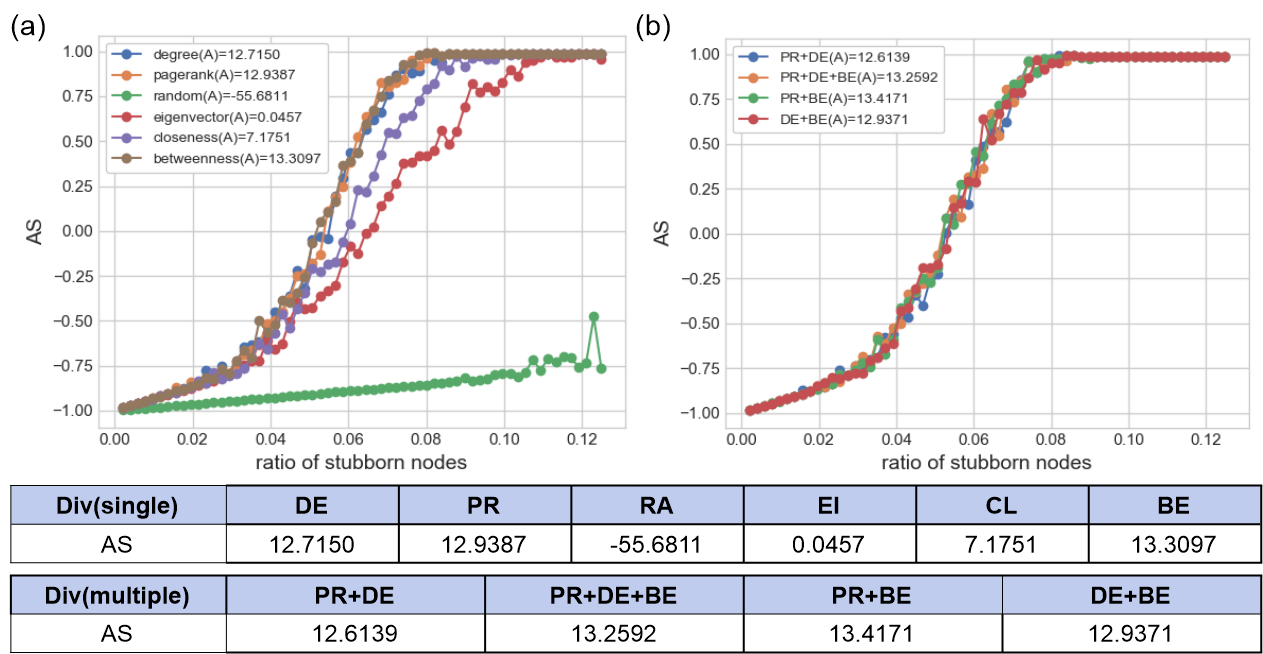 (a)
1.00
0.75
0.50
0.25
0.00
−0.25
−0.50
−0.75
−1.00
AS
degree(A)=12.7150
pagerank(A)=12.9387
random(A)=-55.6811
eigenvector(A)=0.0457
closeness(A)=7.1751
betweenness(A)=13.3097
0.00 0.02 0.04 0.06 0.08 0.10 0.12
ratio of stubborn nodes
(b)
1.00
0.75
0.50
0.25
0.00
−0.25
−0.50
−0.75
−1.00
AS
PR+DE(A)=12.6139
PR+DE+BE(A)=13.2592
PR+BE(A)=13.4171
DE+BE(A)=12.9371
0.00 0.02 0.04 0.06 0.08 0.10 0.12
ratio of stubborn nodes
Div(single) DE PR RA EI CL BE
AS 12.7150 12.9387 -55.6811 0.0457 7.1751 13.3097
Div(multiple) PR+DE PR+DE+BE PR+BE DE+BE
AS 12.6139 13.2592 13.4171 12.9371